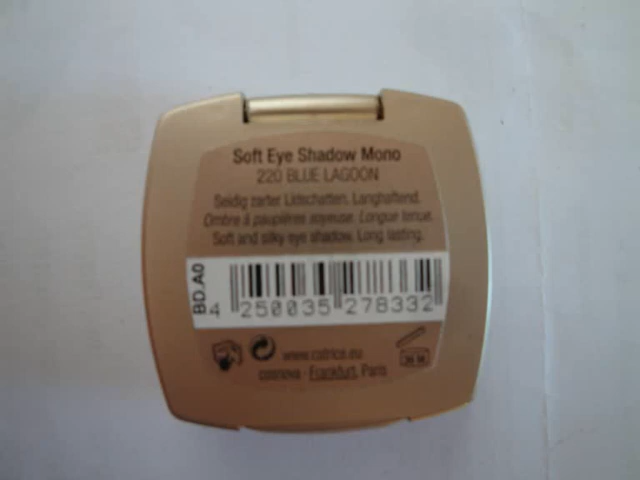 Soft Eye Shadow Mono
220 BLUE LAGOON
Seidig zarter Lidschatten. Langhaftend.
Ombre à paupières soyeuse. Longue tenue.
Soft and silky eye shadow. Long lasting.
BD.A0
4 250035 278332
www.catrice.eu
cosnova · Frankfurt, Paris
36 M